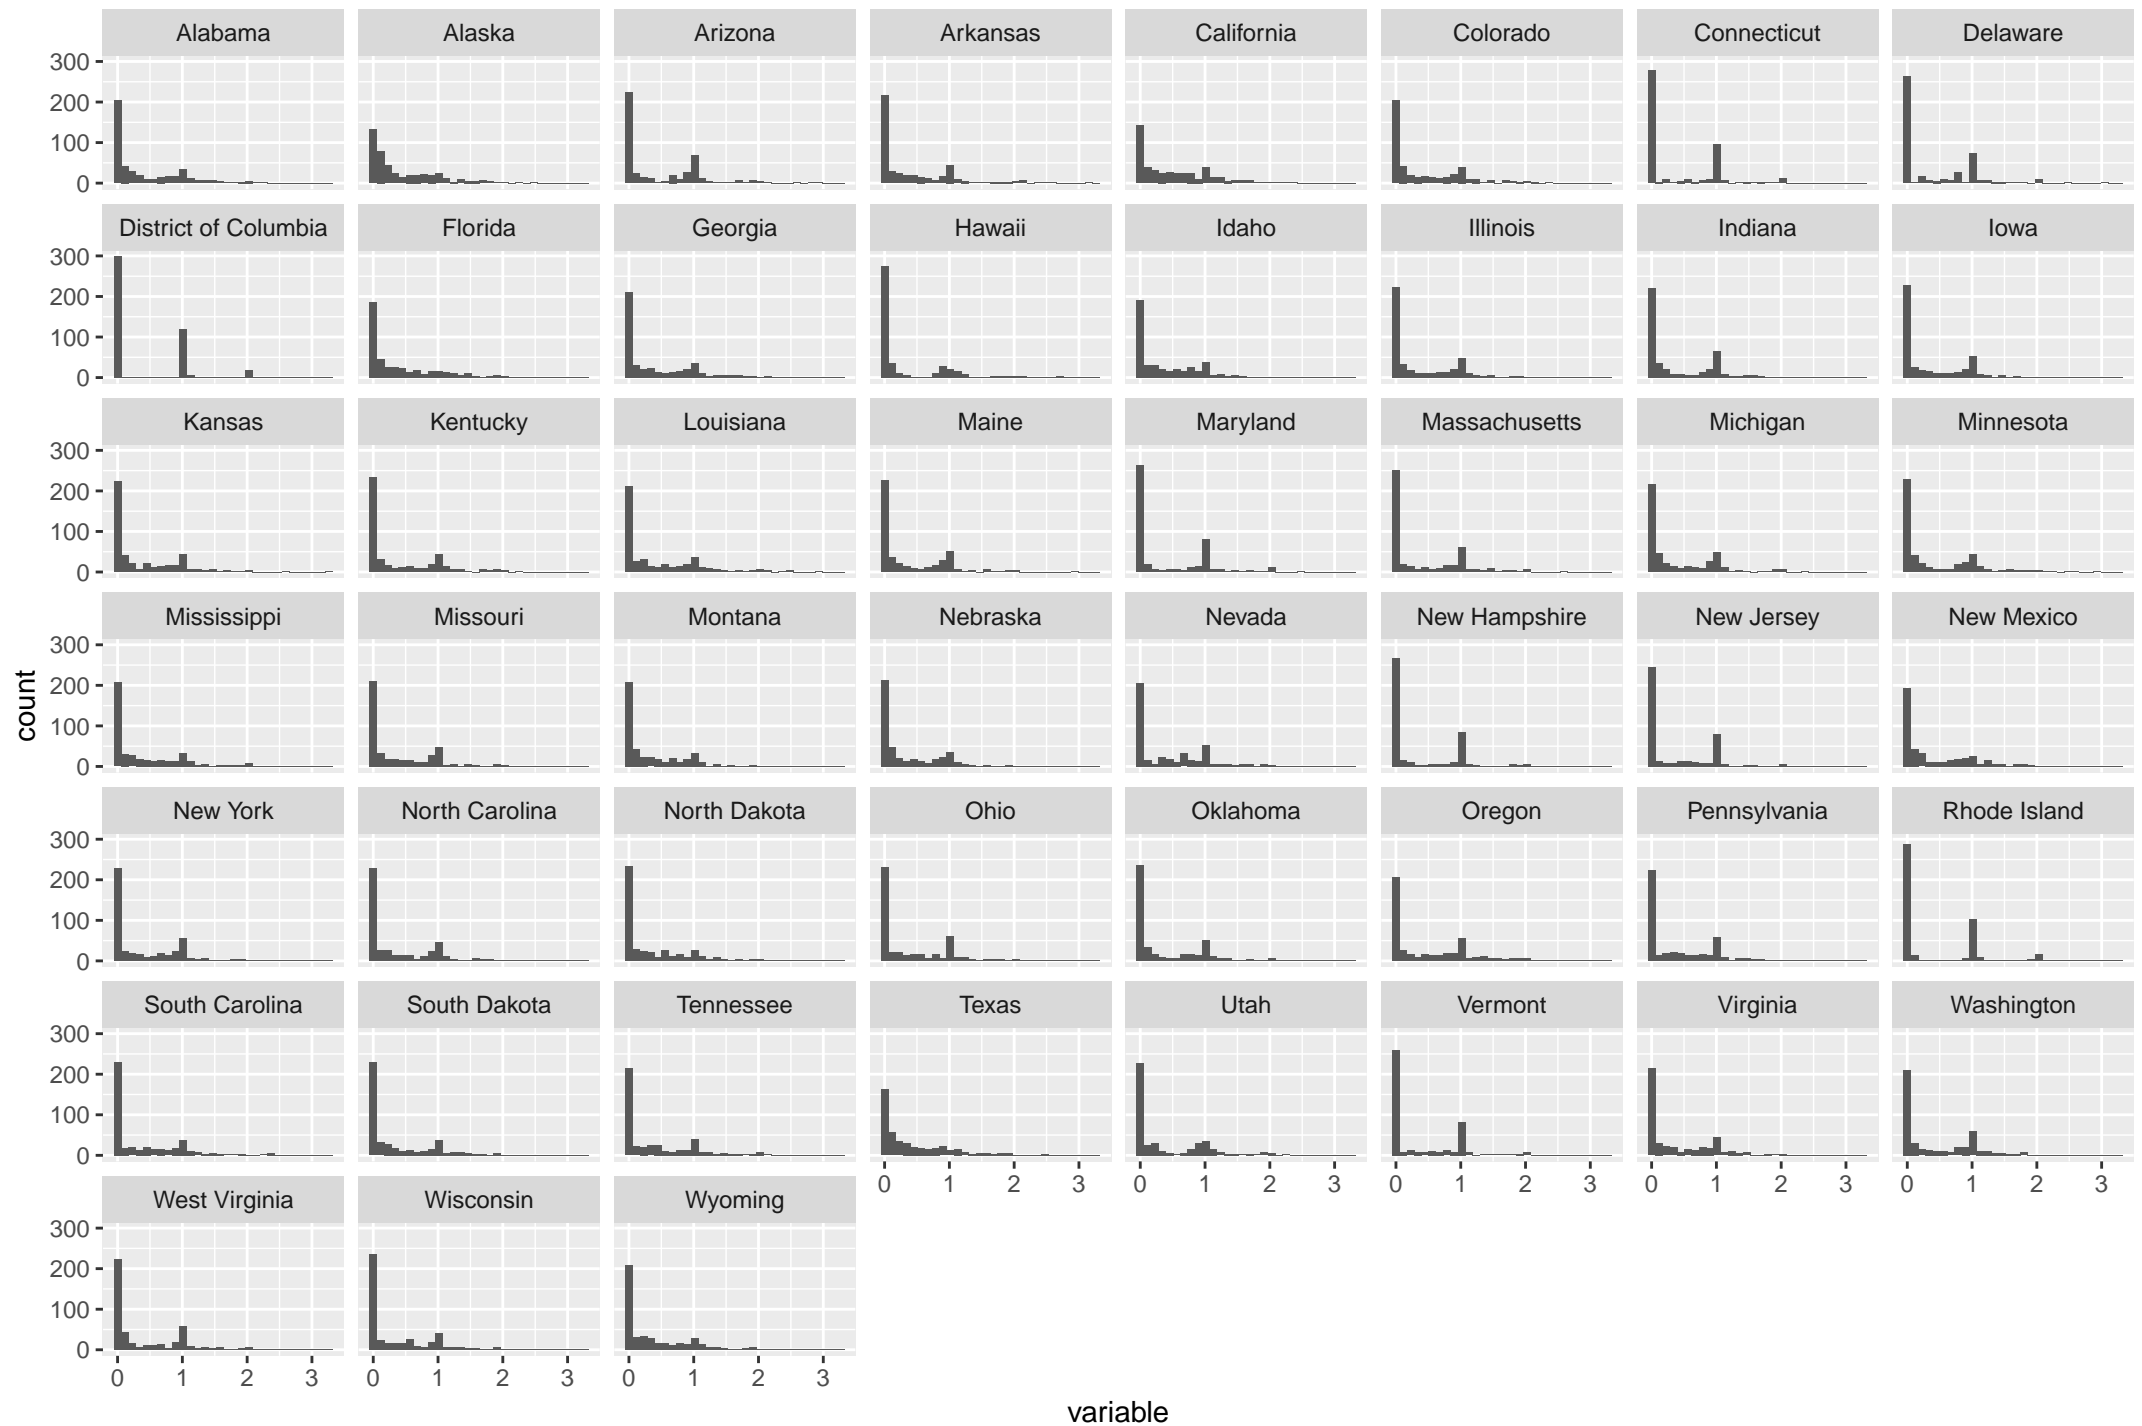 Alabama Alaska Arizona Arkansas California Colorado Connecticut Delaware
300
200
100
0
District of Columbia Florida Georgia Hawaii Idaho Illinois Indiana Iowa
300
200
100
0
Kansas Kentucky Louisiana Maine Maryland Massachusetts Michigan Minnesota
300
200
100
0
Mississippi Missouri Montana Nebraska Nevada New Hampshire New Jersey New Mexico
300
200
100
0
count
New York North Carolina North Dakota Ohio Oklahoma Oregon Pennsylvania Rhode Island
300
200
100
0
South Carolina South Dakota Tennessee Texas Utah Vermont Virginia Washington
300
200
100
0
0 1 2 3 0 1 2 3 0 1 2 3 0 1 2 3 0 1 2 3
West Virginia Wisconsin Wyoming
300
200
100
0
0 1 2 3 0 1 2 3 0 1 2 3
variable